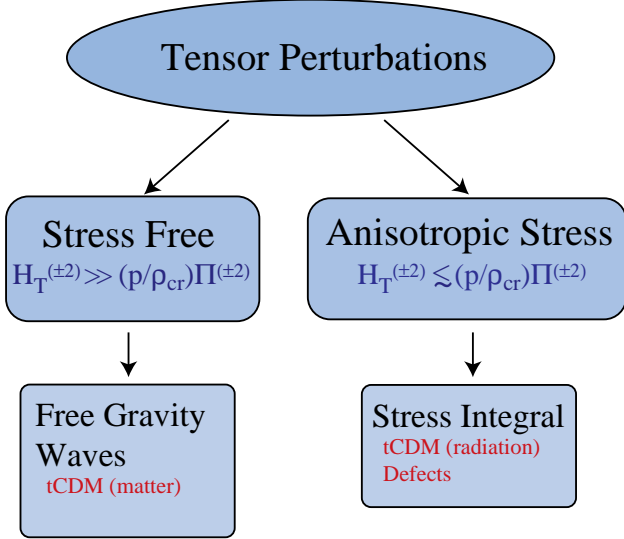 Tensor Perturbations
Stress Free
H_T^(±2) ≫ (p/ρ_cr)Π^(±2)
Anisotropic Stress
H_T^(±2) ≲ (p/ρ_cr)Π^(±2)
Free Gravity
Waves
tCDM (matter)
Stress Integral
tCDM (radiation)
Defects